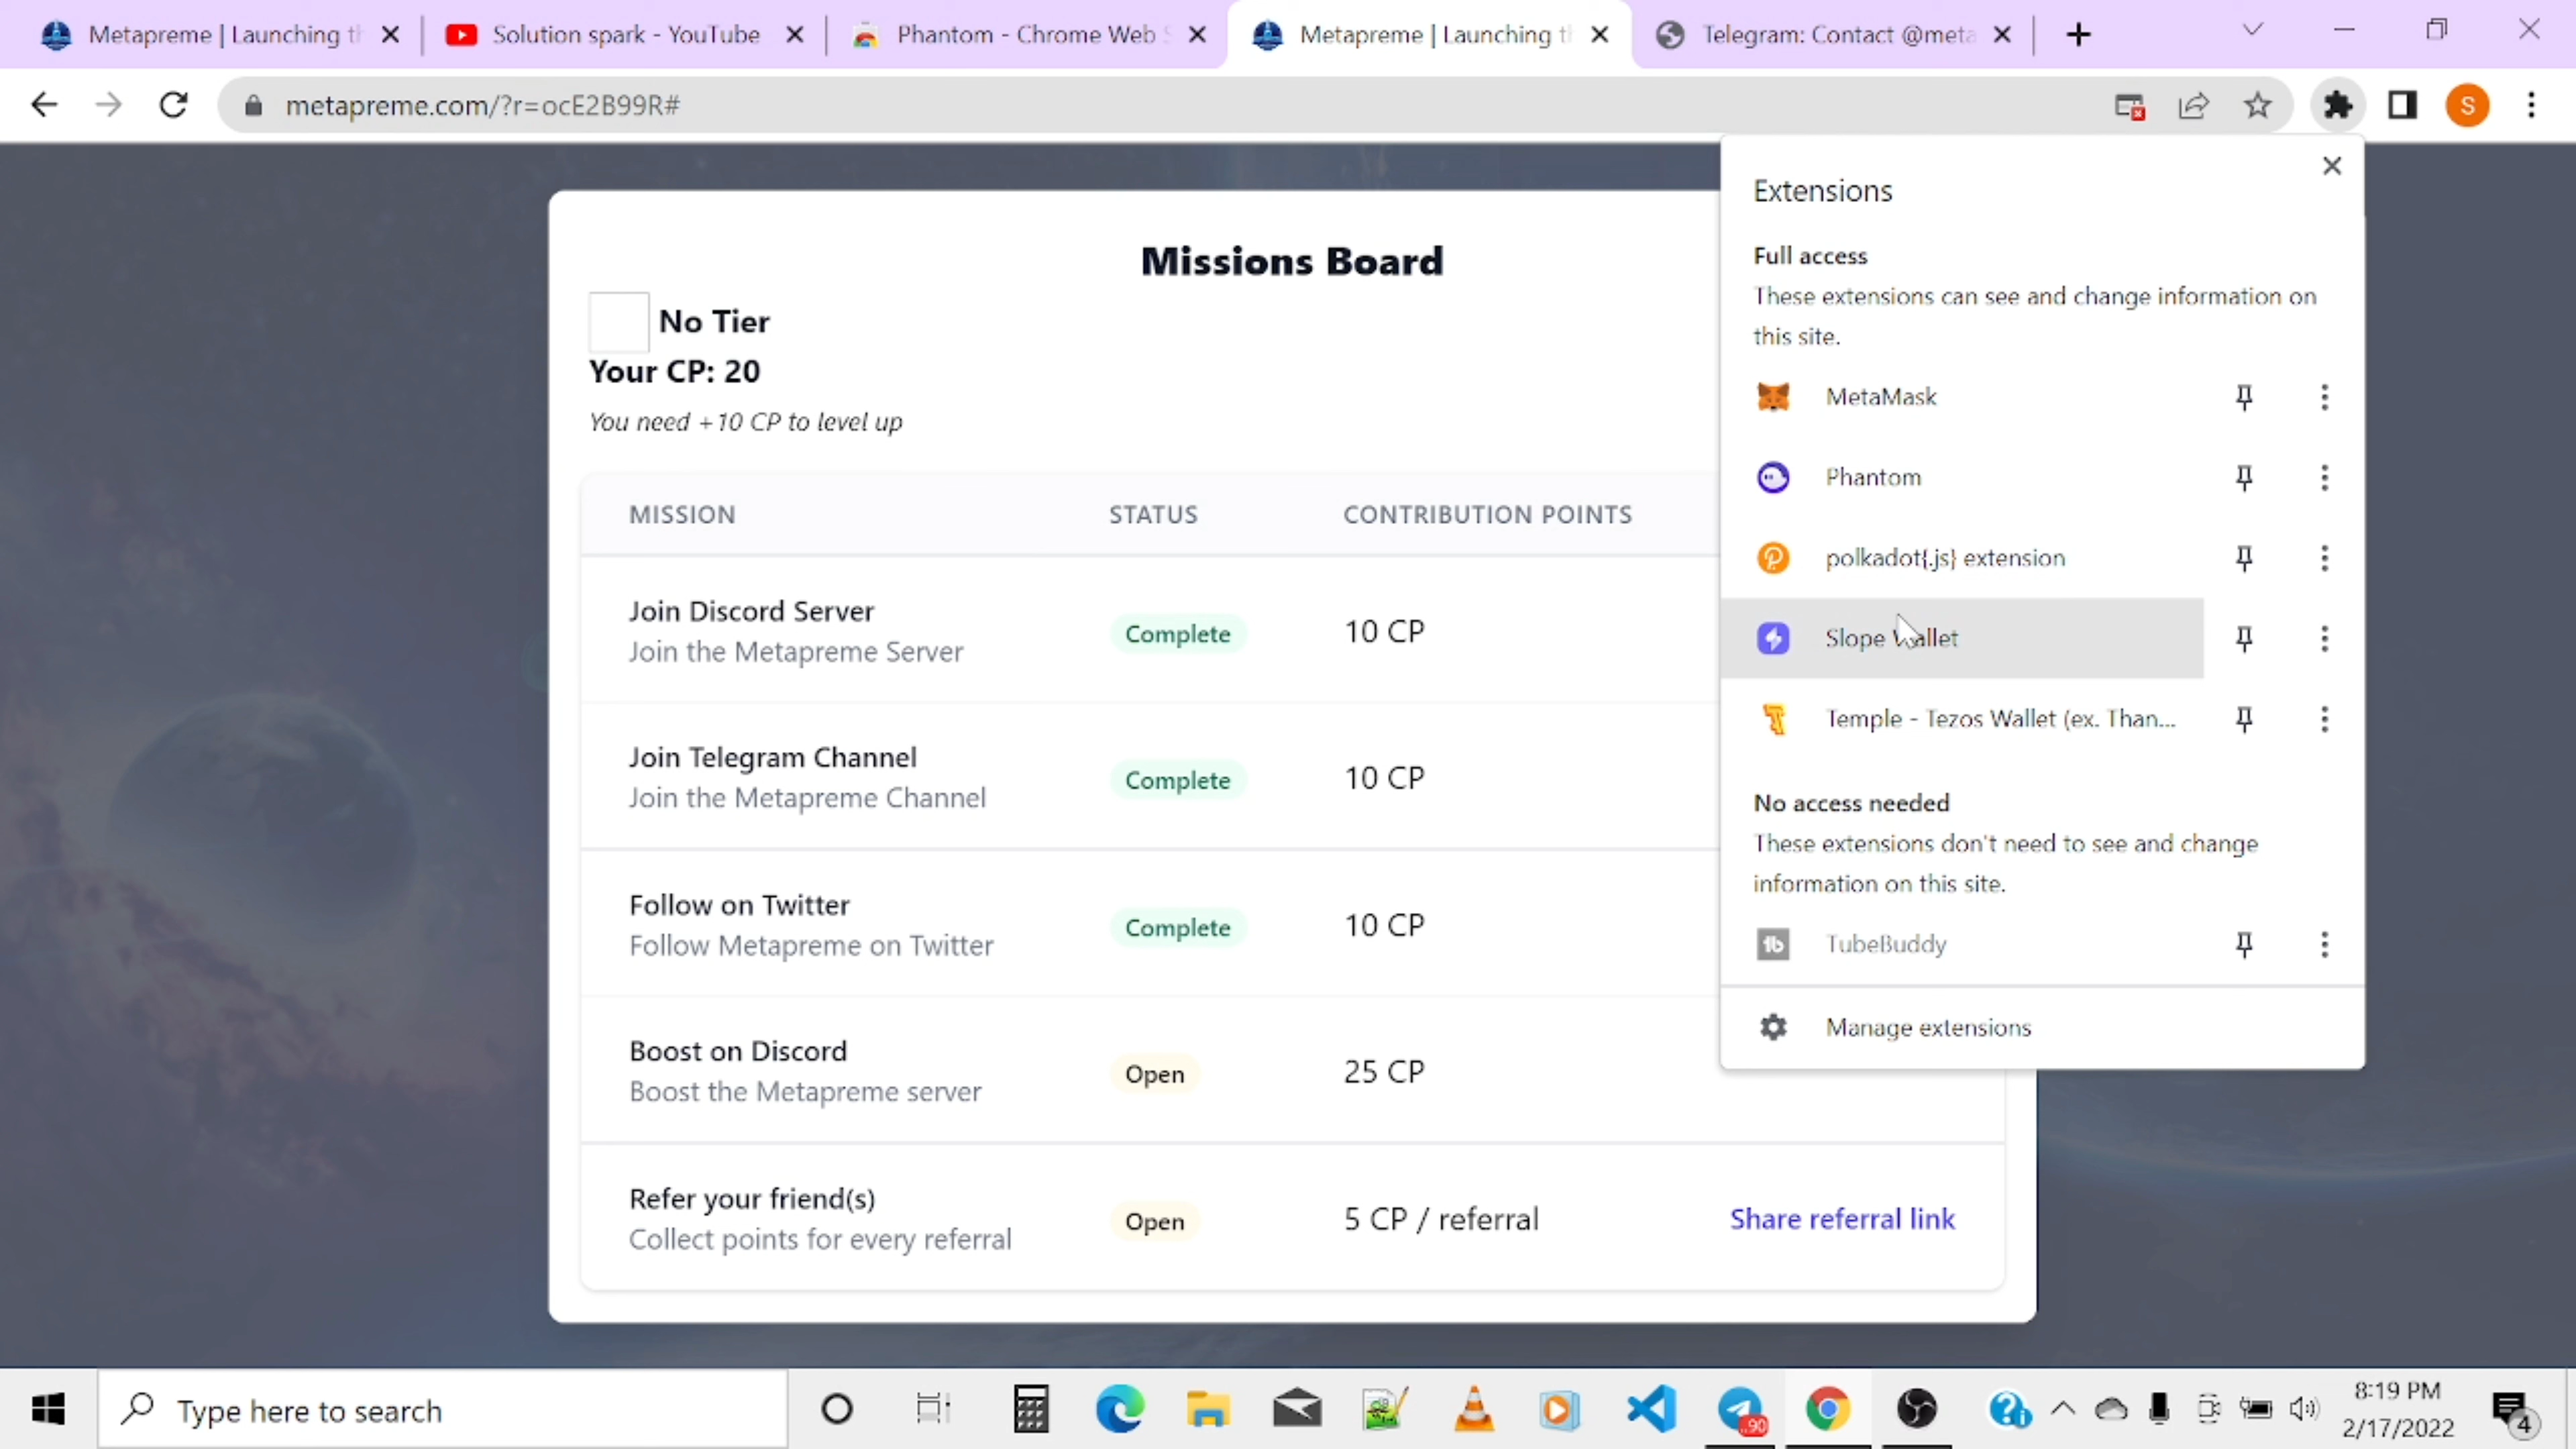 Metapreme | Launching th
Solution spark - YouTube
Phantom - Chrome Web S
Metapreme | Launching th
Telegram: Contact @meta
metapreme.com/?r=ocE2B99R#
S
Extensions
Full access
These extensions can see and change information on
this site.
MetaMask
Phantom
polkadot{.js} extension
Slope Wallet
Temple - Tezos Wallet (ex. Than...
No access needed
These extensions don't need to see and change
information on this site.
TubeBuddy
Manage extensions
Missions Board
No Tier
Your CP: 20
You need +10 CP to level up
MISSION STATUS CONTRIBUTION POINTS
Join Discord Server
Join the Metapreme Server
Complete
10 CP
Join Telegram Channel
Join the Metapreme Channel
Complete
10 CP
Follow on Twitter
Follow Metapreme on Twitter
Complete
10 CP
Boost on Discord
Boost the Metapreme server
Open
25 CP
Refer your friend(s)
Collect points for every referral
Open
5 CP / referral
Share referral link
Type here to search
..90
8:19 PM
2/17/2022
4